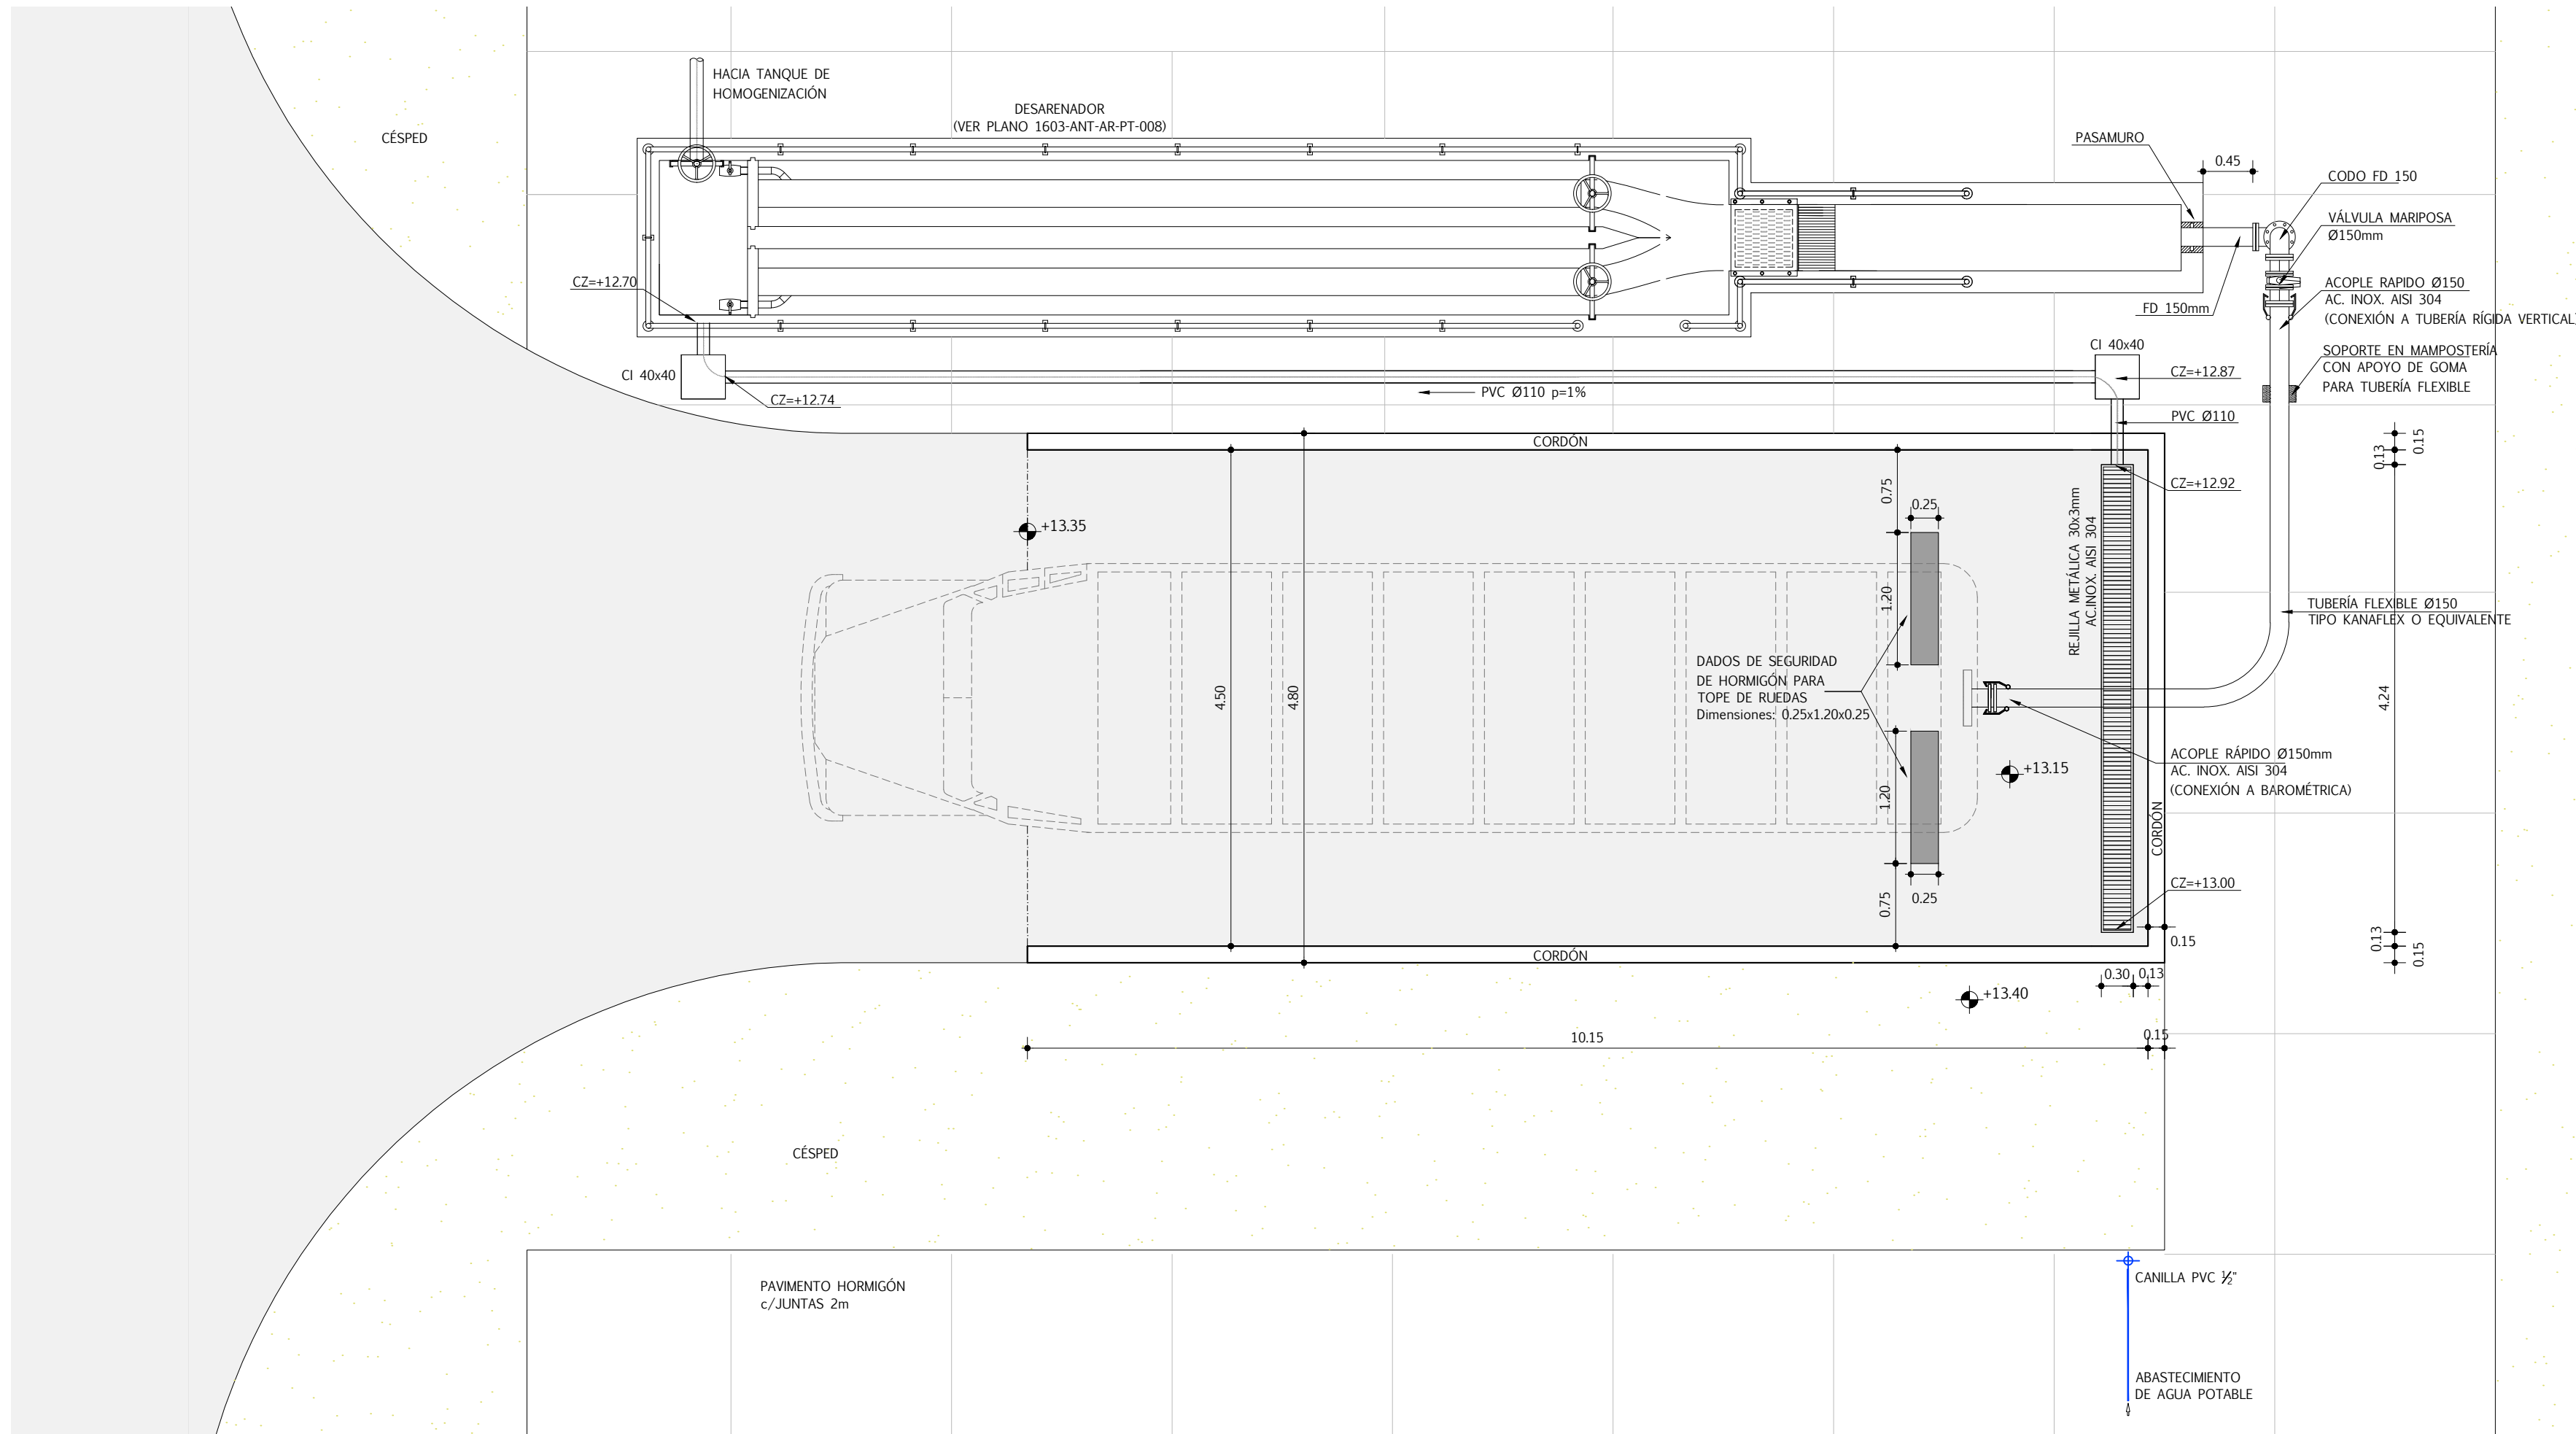 HACIA TANQUE DE
HOMOGENIZACIÓN
DESARENADOR
(VER PLANO 1603-ANT-AR-PT-008)
CÉSPED
PASAMURO
0.45
CODO FD 150
VÁLVULA MARIPOSA
Ø150mm
ACOPLE RAPIDO Ø150
AC. INOX. AISI 304
(CONEXIÓN A TUBERÍA RÍGIDA VERTICAL)
FD 150mm
CZ=+12.70
CI 40x40
CZ=+12.74
PVC Ø110 p=1%
CI 40x40
CZ=+12.87
SOPORTE EN MAMPOSTERÍA
CON APOYO DE GOMA
PARA TUBERÍA FLEXIBLE
PVC Ø110
CORDÓN
0.13
0.15
CZ=+12.92
0.75
0.25
+13.35
REJILLA METÁLICA 30x3mm
AC.INOX. AISI 304
1.20
TUBERÍA FLEXIBLE Ø150
TIPO KANAFLEX O EQUIVALENTE
DADOS DE SEGURIDAD
DE HORMIGÓN PARA
TOPE DE RUEDAS
Dimensiones: 0.25x1.20x0.25
4.50
4.80
4.24
+13.15
ACOPLE RÁPIDO Ø150mm
AC. INOX. AISI 304
(CONEXIÓN A BAROMÉTRICA)
1.20
CORDÓN
CZ=+13.00
0.25
0.75
0.15
0.13
0.15
CORDÓN
0.30
0.13
+13.40
10.15
0.15
CÉSPED
PAVIMENTO HORMIGÓN
c/JUNTAS 2m
CANILLA PVC ½"
ABASTECIMIENTO
DE AGUA POTABLE